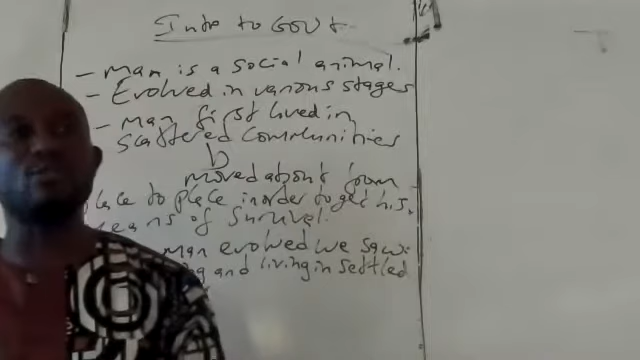 Intro to GOVt
- Man is a social animal.
- Evolved in various stages
- Man first lived in
scattered communities
moved about from
place to place in order to get his
means of Survival.
man evolved we saw
and living in settled